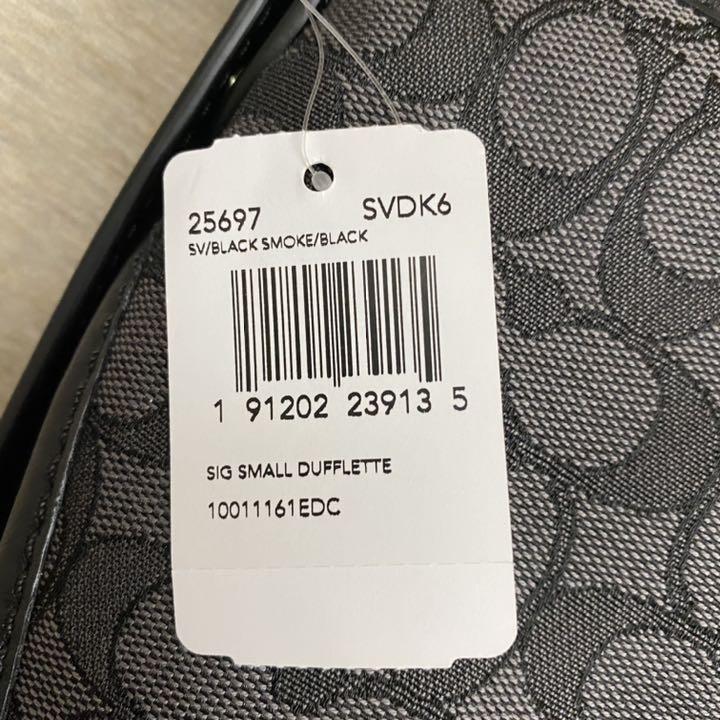 25697 SVDK6
SV/BLACK SMOKE/BLACK
1 91202 23913 5
SIG SMALL DUFFLETTE
10011161EDC